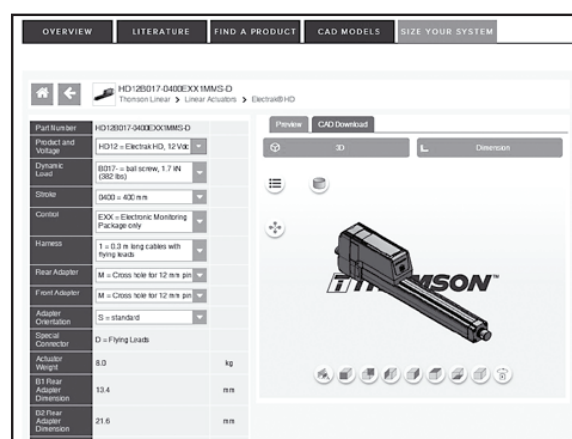 OVERVIEW LITERATURE FIND A PRODUCT CAD MODELS SIZE YOUR SYSTEM
HD12B017-0400EXX1MMS-D
Thomson Linear > Linear Actuators > Electrak®HD
Preview CAD Download
3D Dimension
Part Number HD12B017-0400EXX1MMS-D
Product and Voltage HD12 = Electrak HD, 12 Vdc
Dynamic Load B017- = ball screw, 1.7 kN (382 lbs)
Stroke 0400 = 400 mm
Control EXX = Electronic Monitoring Package only
Harness 1 = 0.3 m long cables with flying leads
Rear Adapter M = Cross hole for 12 mm pin
Front Adapter M = Cross hole for 12 mm pin
Adapter Orientation S = standard
Special Connector D = Flying Leads
Actuator Weight 8.0 kg
B1 Rear Adapter Dimension 13.4 mm
B2 Rear Adapter Dimension 21.6 mm
THOMSON™